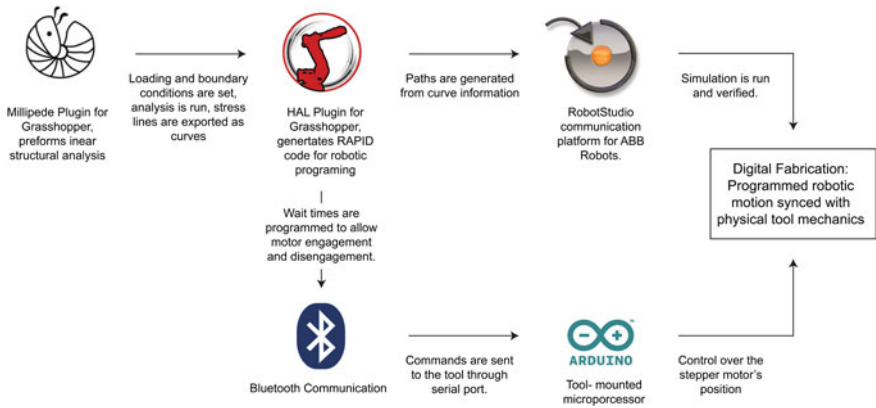 Millipede Plugin for
Grasshopper,
preforms inear
structural analysis
Loading and boundary
conditions are set,
analysis is run, stress
lines are exported as
curves
HAL Plugin for
Grasshopper,
genertates RAPID
code for robotic
programing
Paths are generated
from curve information
RobotStudio
communication
platform for ABB
Robots.
Simulation is run
and verified.
Digital Fabrication:
Programmed robotic
motion synced with
physical tool mechanics
Wait times are
programmed to allow
motor engagement
and disengagement.
Bluetooth Communication
Commands are sent
to the tool through
serial port.
ARDUINO
Tool- mounted
microporcessor
Control over the
stepper motor's
position